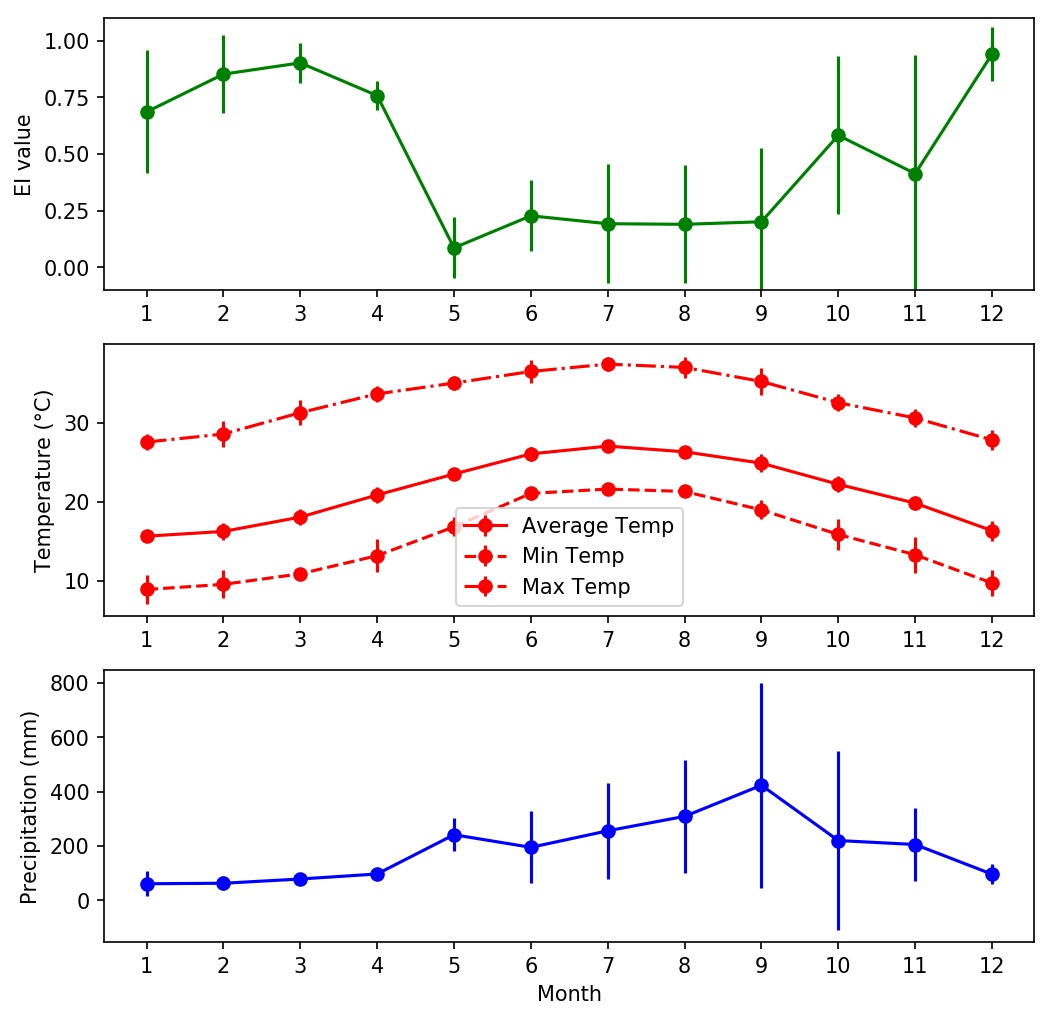 EI value
1.00
0.75
0.50
0.25
0.00
1 2 3 4 5 6 7 8 9 10 11 12
Temperature (°C)
30
20
10
Average Temp
Min Temp
Max Temp
1 2 3 4 5 6 7 8 9 10 11 12
Precipitation (mm)
800
600
400
200
0
1 2 3 4 5 6 7 8 9 10 11 12
Month